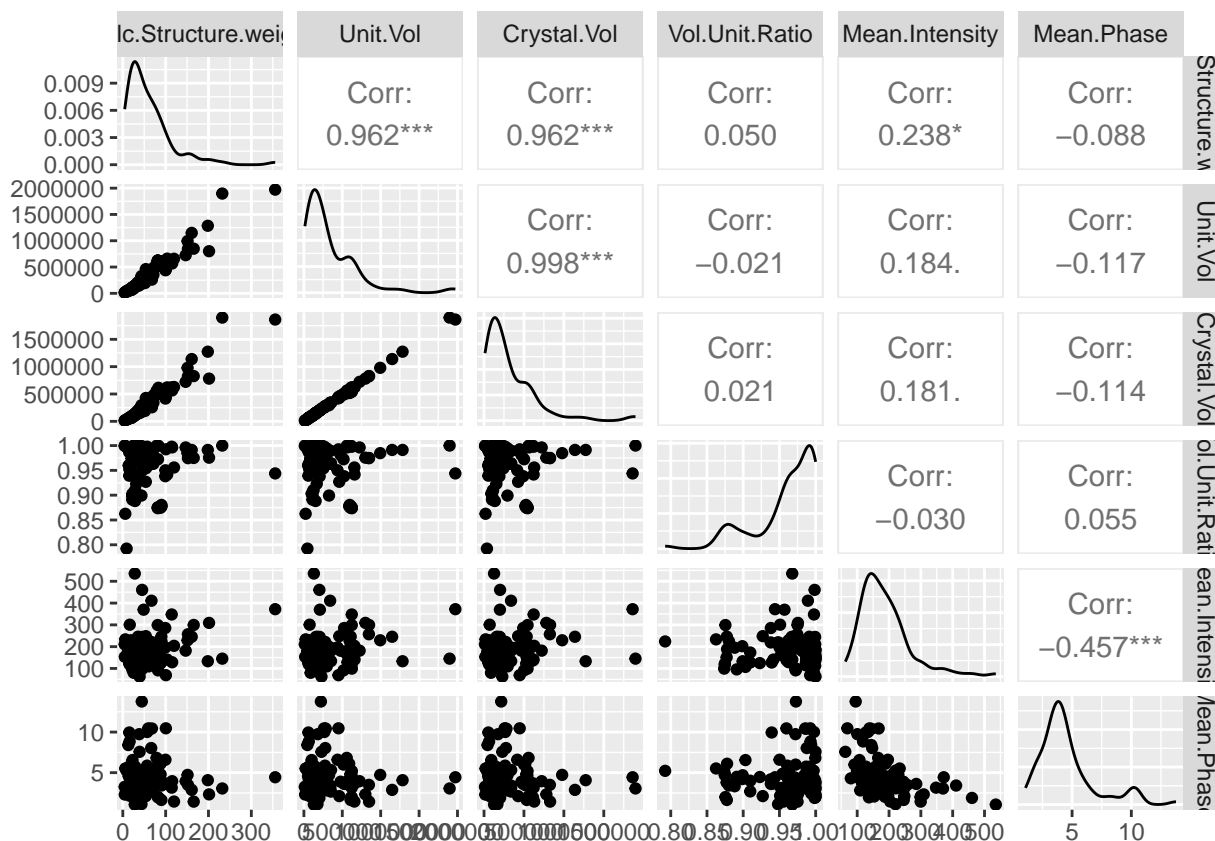 lc.Structure.weig Unit.Vol Crystal.Vol Vol.Unit.Ratio Mean.Intensity Mean.Phase
Structure.w
0.009
0.006
0.003
0.000
Corr:
0.962***
Corr:
0.962***
Corr:
0.050
Corr:
0.238*
Corr:
−0.088
Unit.Vol
2000000
1500000
1000000
500000
0
Corr:
0.998***
Corr:
−0.021
Corr:
0.184.
Corr:
−0.117
Crystal.Vol
1500000
1000000
500000
0
Corr:
0.021
Corr:
0.181.
Corr:
−0.114
ol.Unit.Rati
1.00
0.95
0.90
0.85
0.80
Corr:
−0.030
Corr:
0.055
ean.Intensi
500
400
300
200
100
Corr:
−0.457***
Mean.Phase
10
5
0 100 200 300
0.80 0.85 0.90 0.95 1.00
100 200 300 400 500
5 10